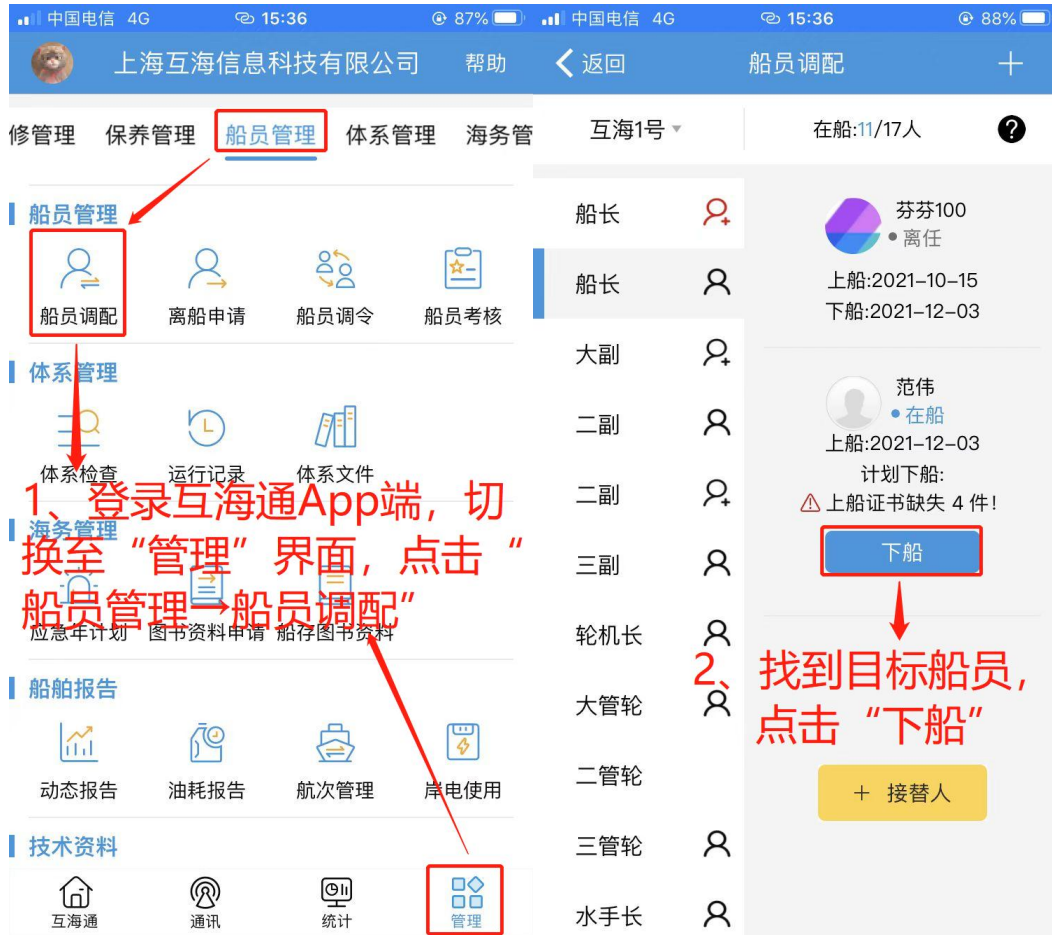 中国电信 4G 15:36 87%
上海互海信息科技有限公司 帮助
修管理 保养管理 船员管理 体系管理 海务管
船员管理
船员调配 离船申请 船员调令 船员考核
体系管理
体系检查 运行记录 体系文件
1、登录互海通App端，切
换至“管理”界面，点击“
船员管理→船员调配”
海务管理
应急年计划 图书资料申请 船存图书资料
船舶报告
动态报告 油耗报告 航次管理 岸电使用
技术资料
互海通 通讯 统计 管理
中国电信 4G 15:36 88%
返回 船员调配
互海1号 在船:11/17人 ?
船长
船长
大副
二副
二副
三副
轮机长
大管轮
二管轮
三管轮
水手长
芬芬100
离任
上船:2021-10-15
下船:2021-12-03
范伟
在船
上船:2021-12-03
计划下船:
上船证书缺失 4 件!
下船
2、找到目标船员，
点击“下船”
+ 接替人